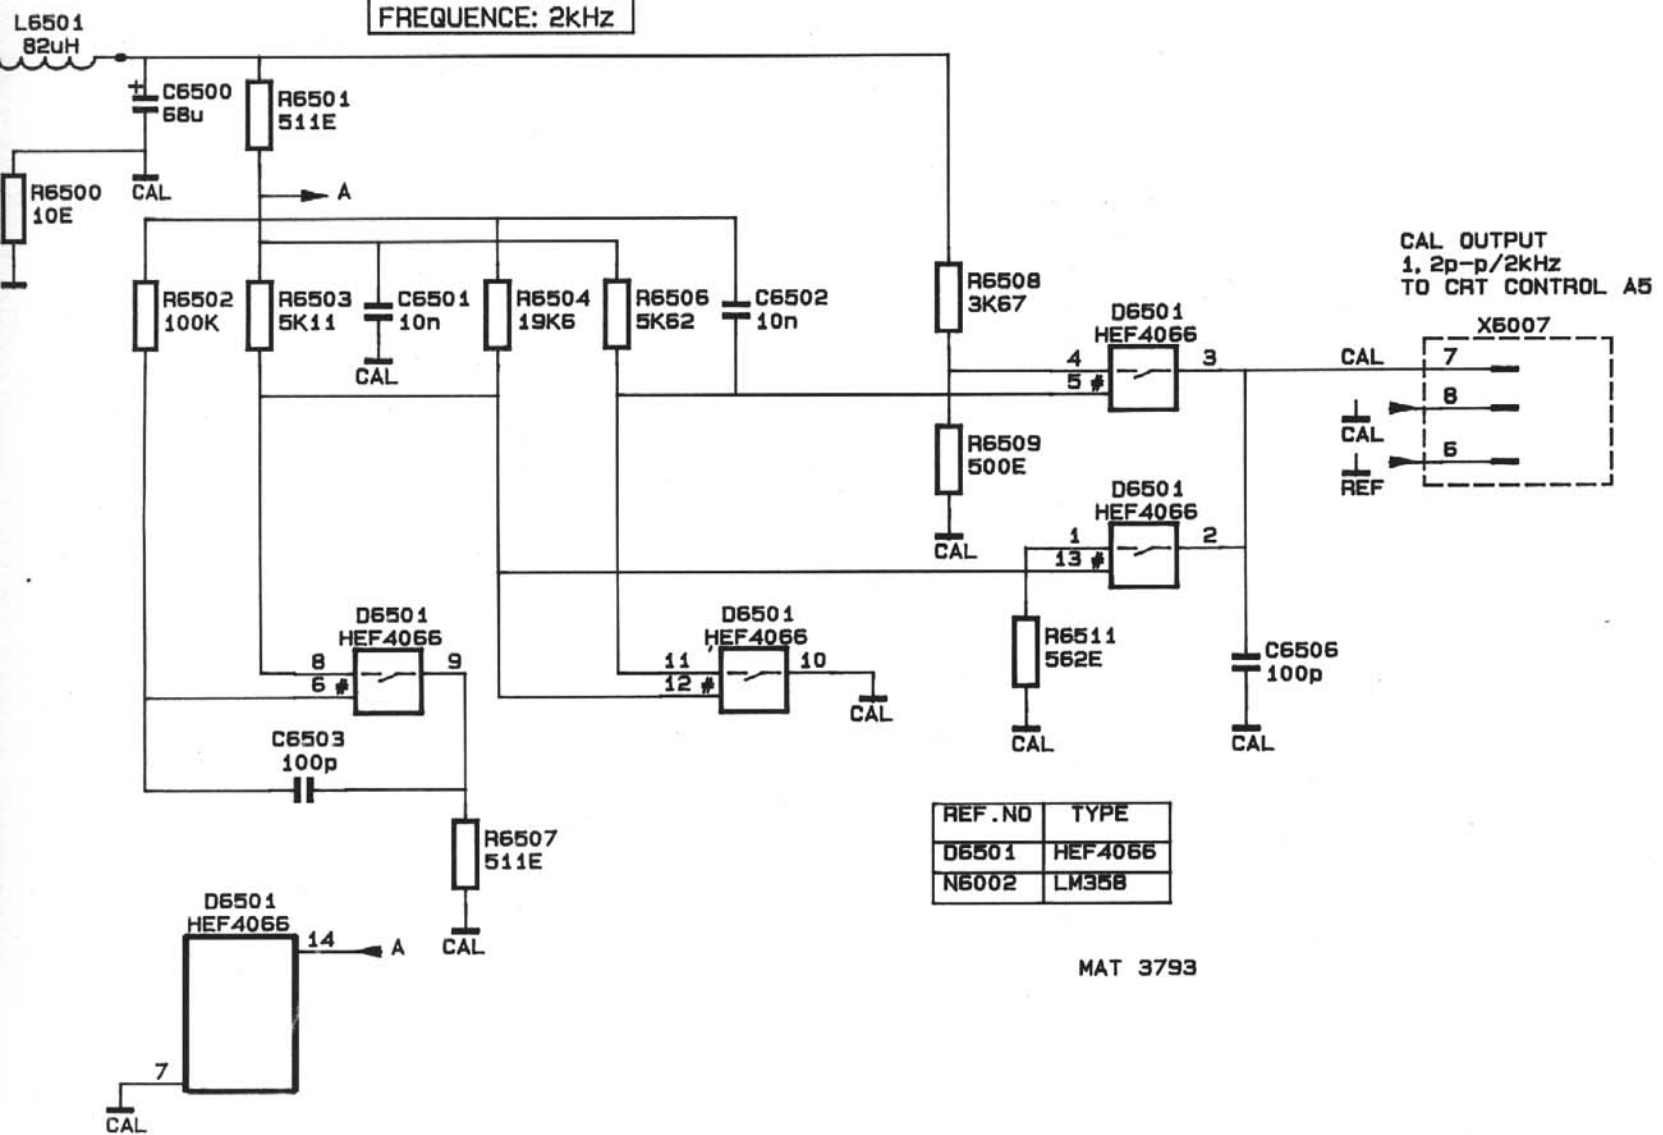 FREQUENCE: 2kHz
L6501
82uH
+
C6500
68u
R6501
511E
CAL
A
R6500
10E
R6502
100K
R6503
5K11
C6501
10n
CAL
R6504
19K6
R6506
5K62
C6502
10n
R6508
3K67
D6501
HEF4066
4
5 #
3
CAL OUTPUT
1, 2p-p/2kHz
TO CRT CONTROL A5
X6007
CAL
7
8
CAL
6
REF
R6509
500E
CAL
D6501
HEF4066
1
13 #
2
D6501
HEF4066
8
6 #
9
D6501
HEF4066
11
12 #
10
CAL
R6511
562E
CAL
C6506
100p
CAL
C6503
100p
R6507
511E
CAL
REF.NO TYPE
D6501 HEF4066
N6002 LM358
D6501
HEF4066
14
A
7
CAL
MAT 3793